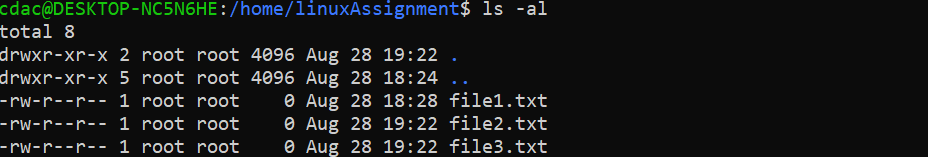 cdac@DESKTOP-NC5N6HE:/home/linuxAssignment$ ls -al
total 8
drwxr-xr-x 2 root root 4096 Aug 28 19:22 .
drwxr-xr-x 5 root root 4096 Aug 28 18:24 ..
-rw-r--r-- 1 root root    0 Aug 28 18:28 file1.txt
-rw-r--r-- 1 root root    0 Aug 28 19:22 file2.txt
-rw-r--r-- 1 root root    0 Aug 28 19:22 file3.txt